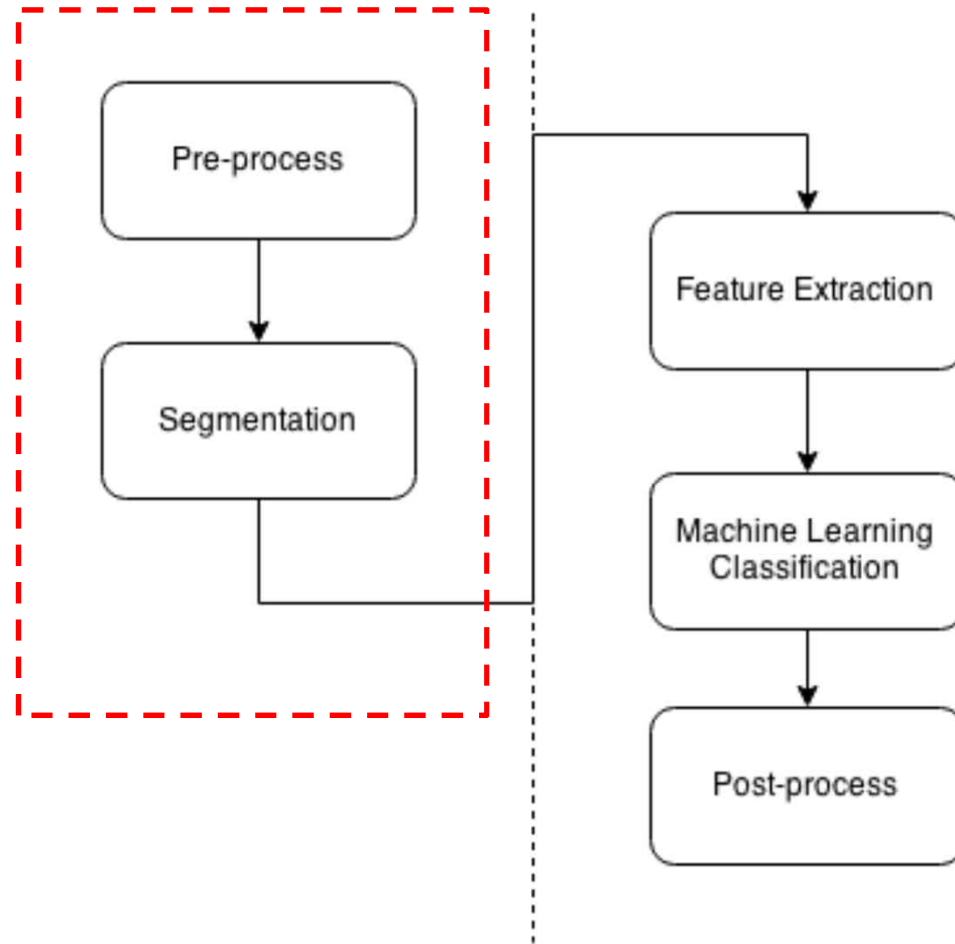 Pre-process
Segmentation
Feature Extraction
Machine Learning
Classification
Post-process